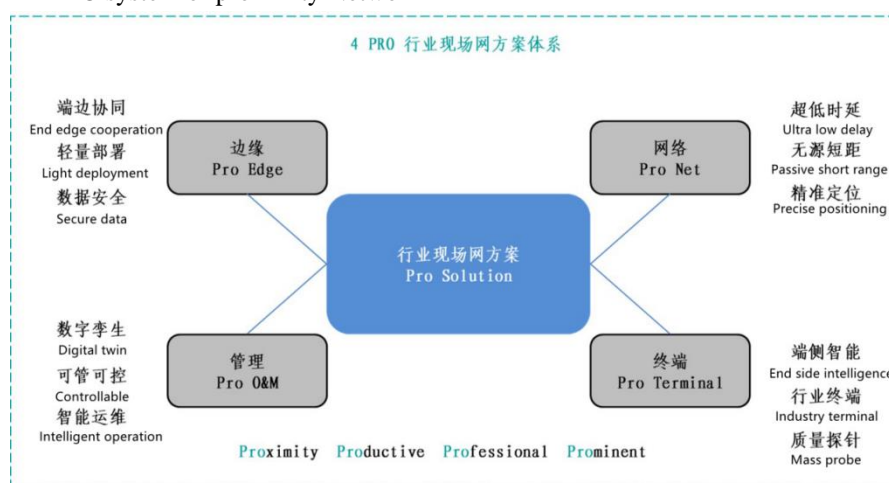 4 PRO 行业现场网方案体系
端边协同
End edge cooperation
轻量部署
Light deployment
数据安全
Secure data
边缘
Pro Edge
网络
Pro Net
超低时延
Ultra low delay
无源短距
Passive short range
精准定位
Precise positioning
行业现场网方案
Pro Solution
数字孪生
Digital twin
可管可控
Controllable
智能运维
Intelligent operation
管理
Pro O&M
终端
Pro Terminal
端侧智能
End side intelligence
行业终端
Industry terminal
质量探针
Mass probe
Proximity Productive Professional Prominent